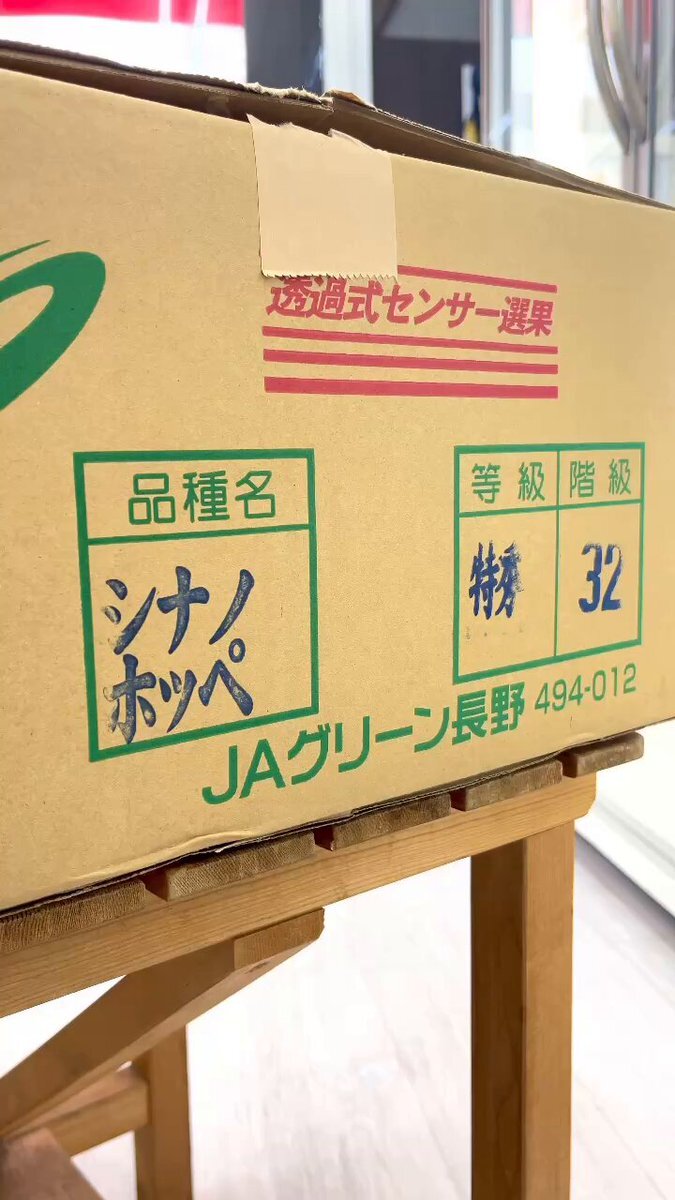 透過式センサー選果
品種名
シナノ
ホッペ
等級 階級
特秀 32
JAグリーン長野 494-012